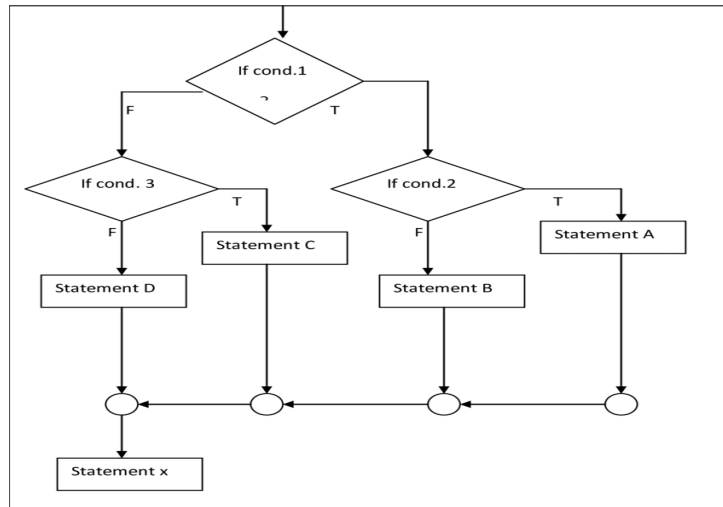 If cond.1
F
T
If cond. 3
If cond.2
T
T
F
F
Statement A
Statement C
Statement D
Statement B
Statement x